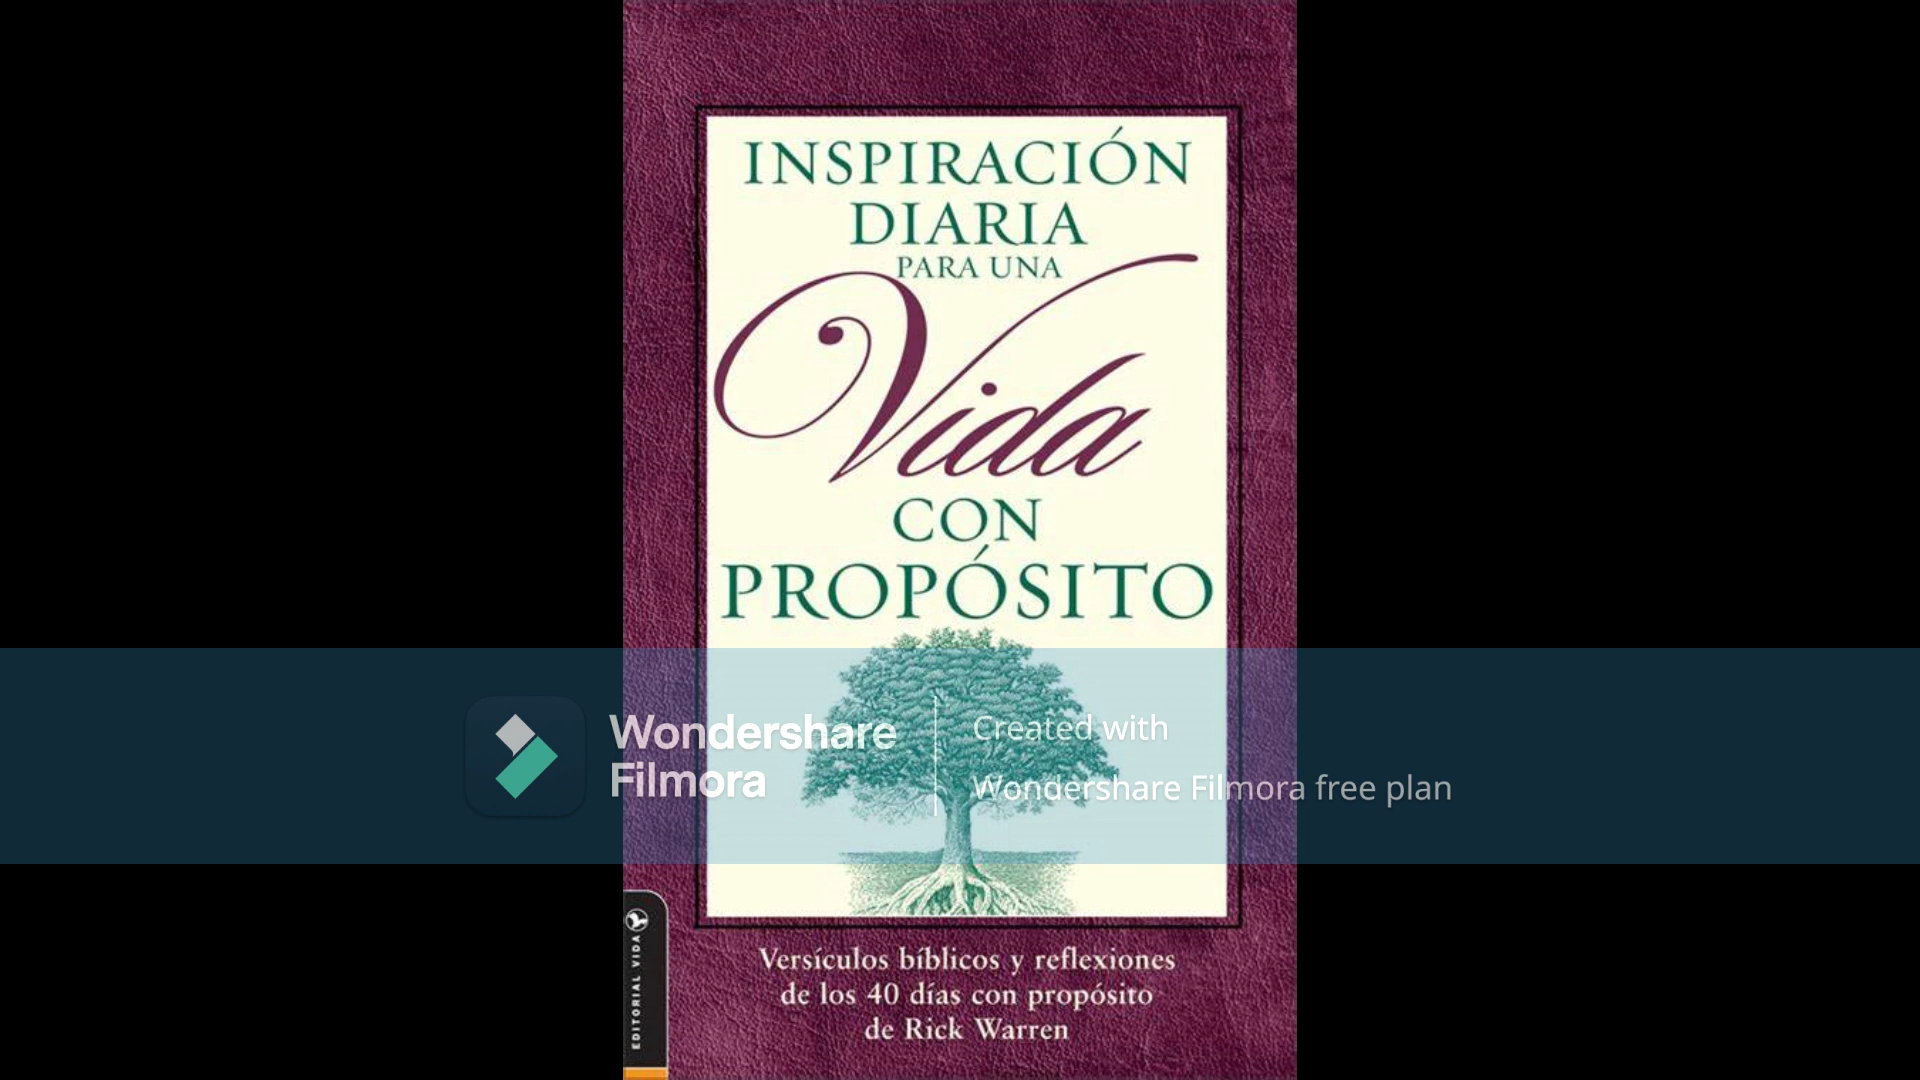 INSPIRACIÓN
DIARIA
PARA UNA
Vida
CON
PROPÓSITO
Wondershare
Filmora
Created with
Wondershare Filmora free plan
EDITORIAL VIDA
Versículos bíblicos y reflexiones
de los 40 días con propósito
de Rick Warren